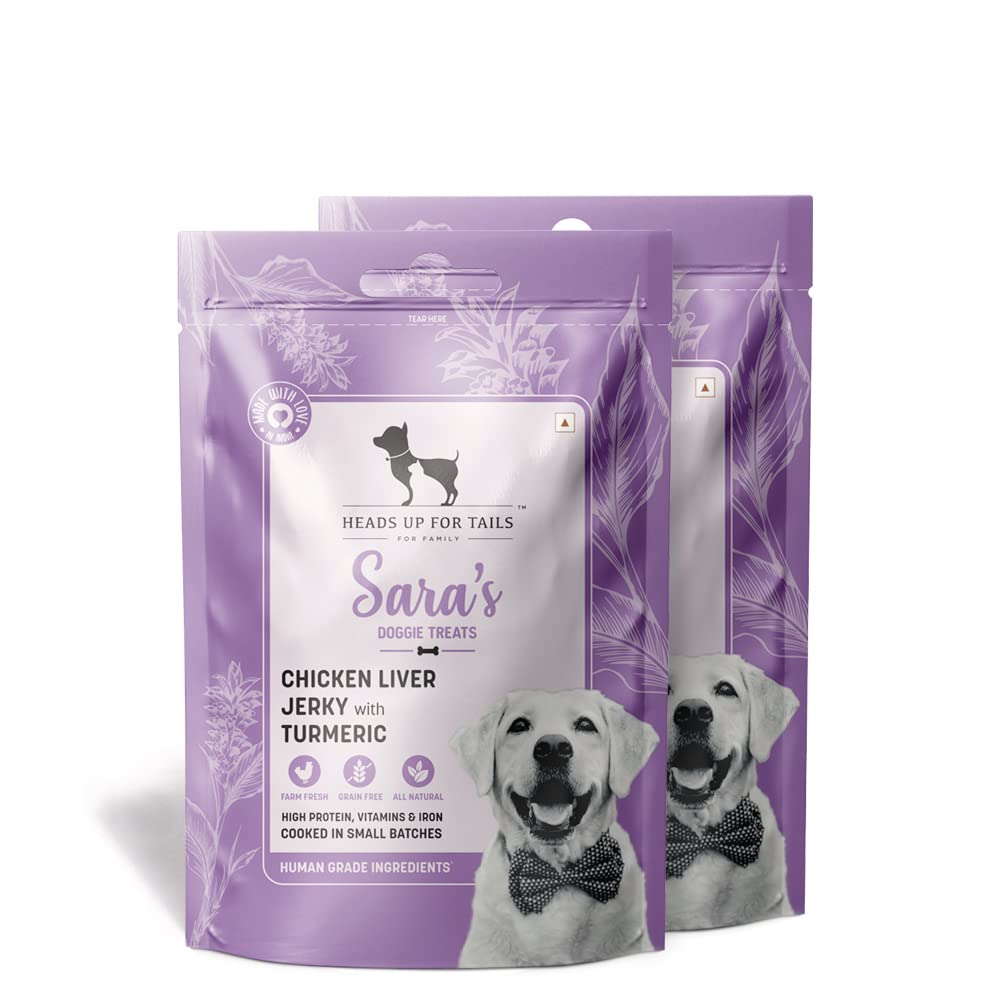 TEAR HERE
MADE WITH LOVE
IN INDIA
HEADS UP FOR TAILS™
FOR FAMILY
Sara's
DOGGIE TREATS
CHICKEN LIVER
JERKY with
TURMERIC
FARM FRESH GRAIN FREE ALL NATURAL
HIGH PROTEIN, VITAMINS & IRON
COOKED IN SMALL BATCHES
HUMAN GRADE INGREDIENTS*